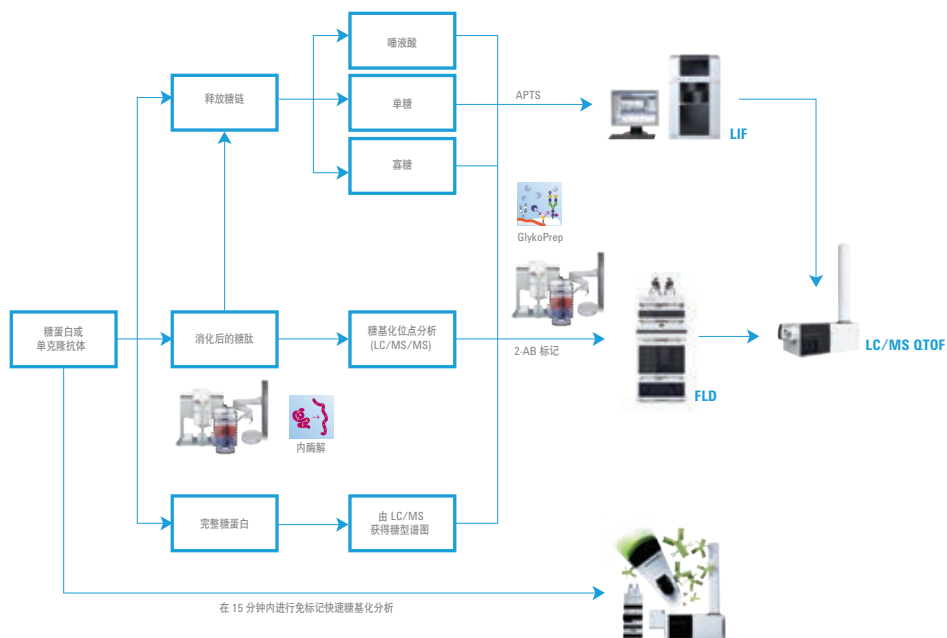 唾液酸
释放糖链
单糖
APTS
LIF
寡糖
GlykoPrep
糖蛋白或
单克隆抗体
消化后的糖肽
糖基化位点分析
(LC/MS/MS)
2-AB 标记
FLD
LC/MS QTOF
内酶解
完整糖蛋白
由 LC/MS
获得糖型谱图
在 15 分钟内进行免标记快速糖基化分析